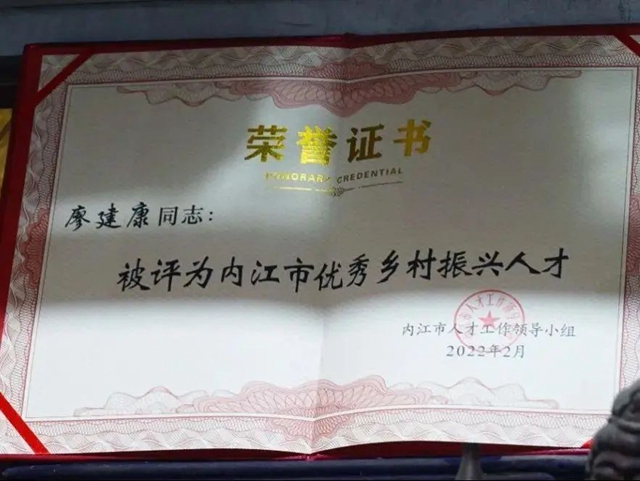 荣誉证书
HONORARY CREDENTIAL
廖建康同志：
被评为内江市优秀乡村振兴人才
内江市人才工作领导小组
2022年2月